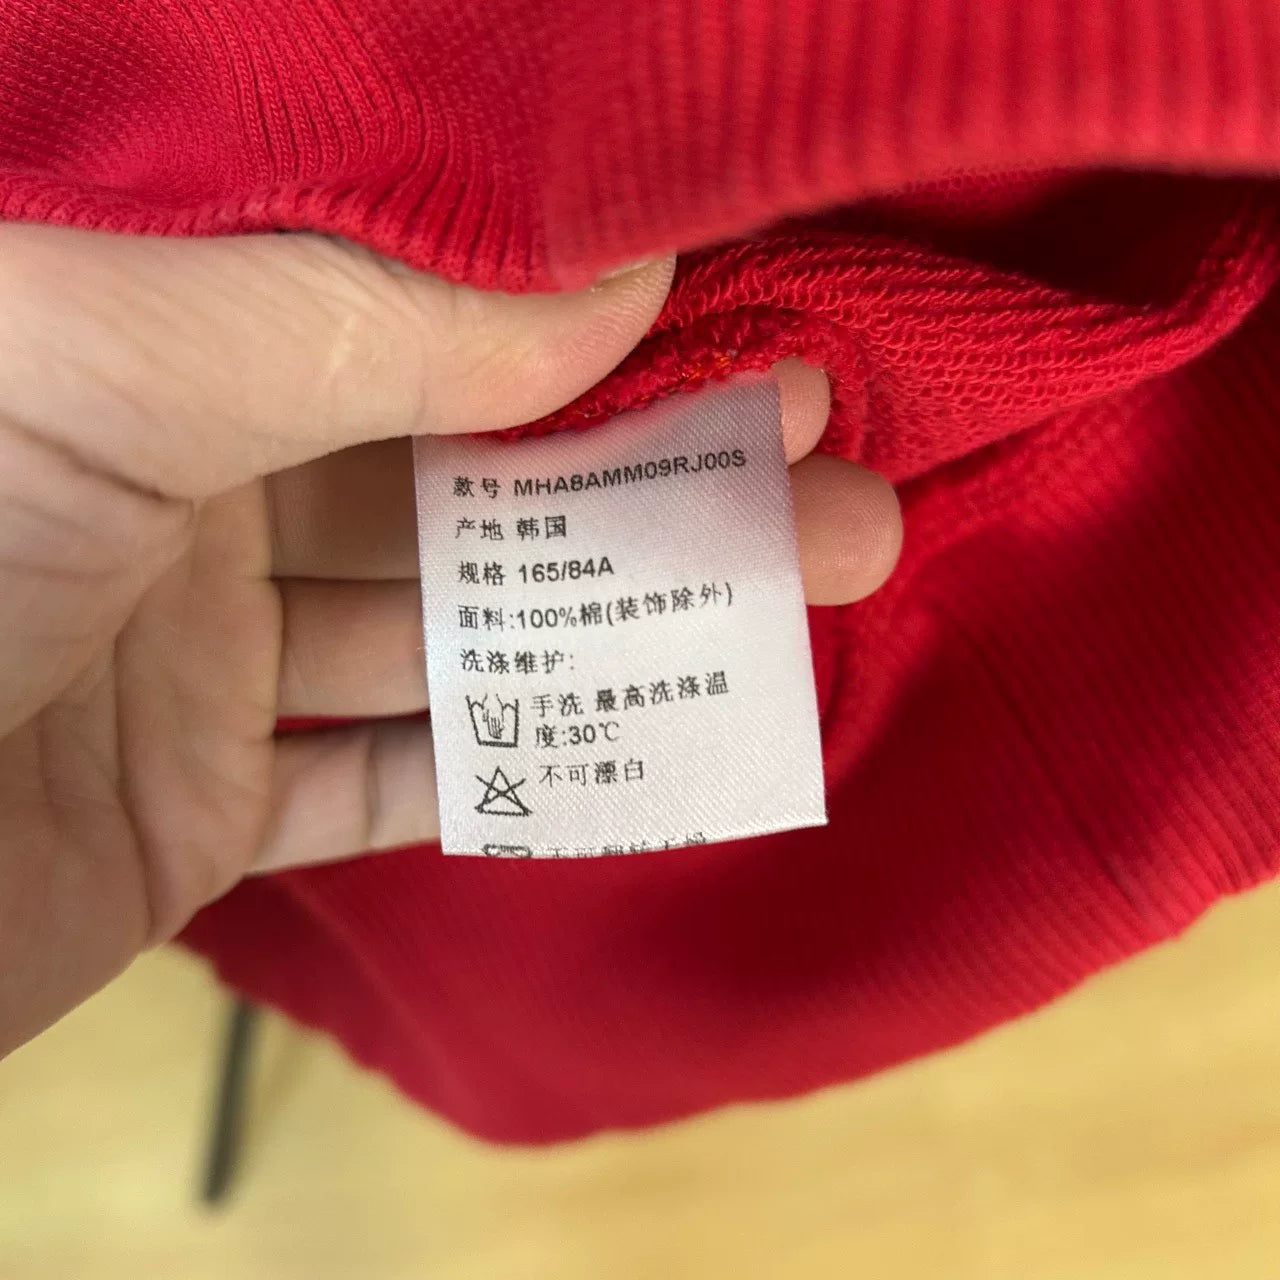 款号 MHA8AMM09RJ00S
产地 韩国
规格 165/84A
面料:100%棉(装饰除外)
洗涤维护:
手洗 最高洗涤温
度:30℃
不可漂白